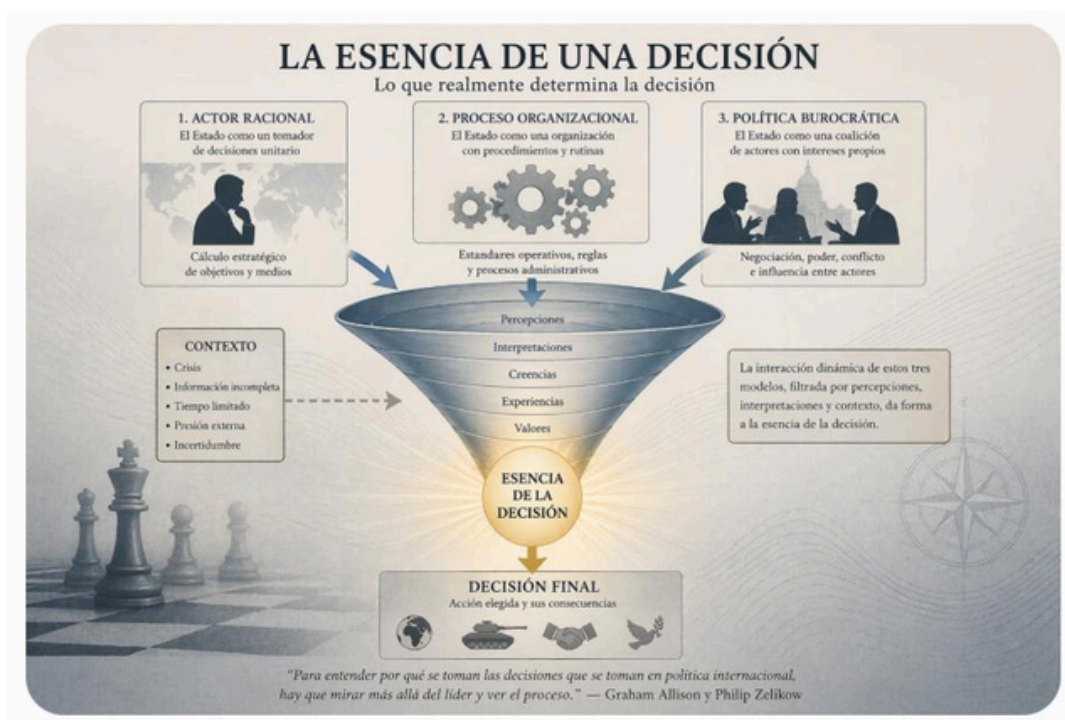 LA ESENCIA DE UNA DECISIÓN
Lo que realmente determina la decisión
1. ACTOR RACIONAL
El Estado como un tomador
de decisiones unitario
Cálculo estratégico
de objetivos y medios
2. PROCESO ORGANIZACIONAL
El Estado como una organización
con procedimientos y rutinas
Estandares operativos, reglas
y procesos administrativos
3. POLÍTICA BUROCRÁTICA
El Estado como una coalición
de actores con intereses propios
Negociación, poder, conflicto
e influencia entre actores
Percepciones
Interpretaciones
Creencias
Experiencias
Valores
CONTEXTO
• Crisis
• Información incompleta
• Tiempo limitado
• Presión externa
• Incertidumbre
La interacción dinámica de estos tres
modelos, filtrada por percepciones,
interpretaciones y contexto, da forma
a la esencia de la decisión.
ESENCIA
DE LA
DECISIÓN
DECISIÓN FINAL
Acción elegida y sus consecuencias
“Para entender por qué se toman las decisiones que se toman en política internacional,
hay que mirar más allá del líder y ver el proceso.” — Graham Allison y Philip Zelikow